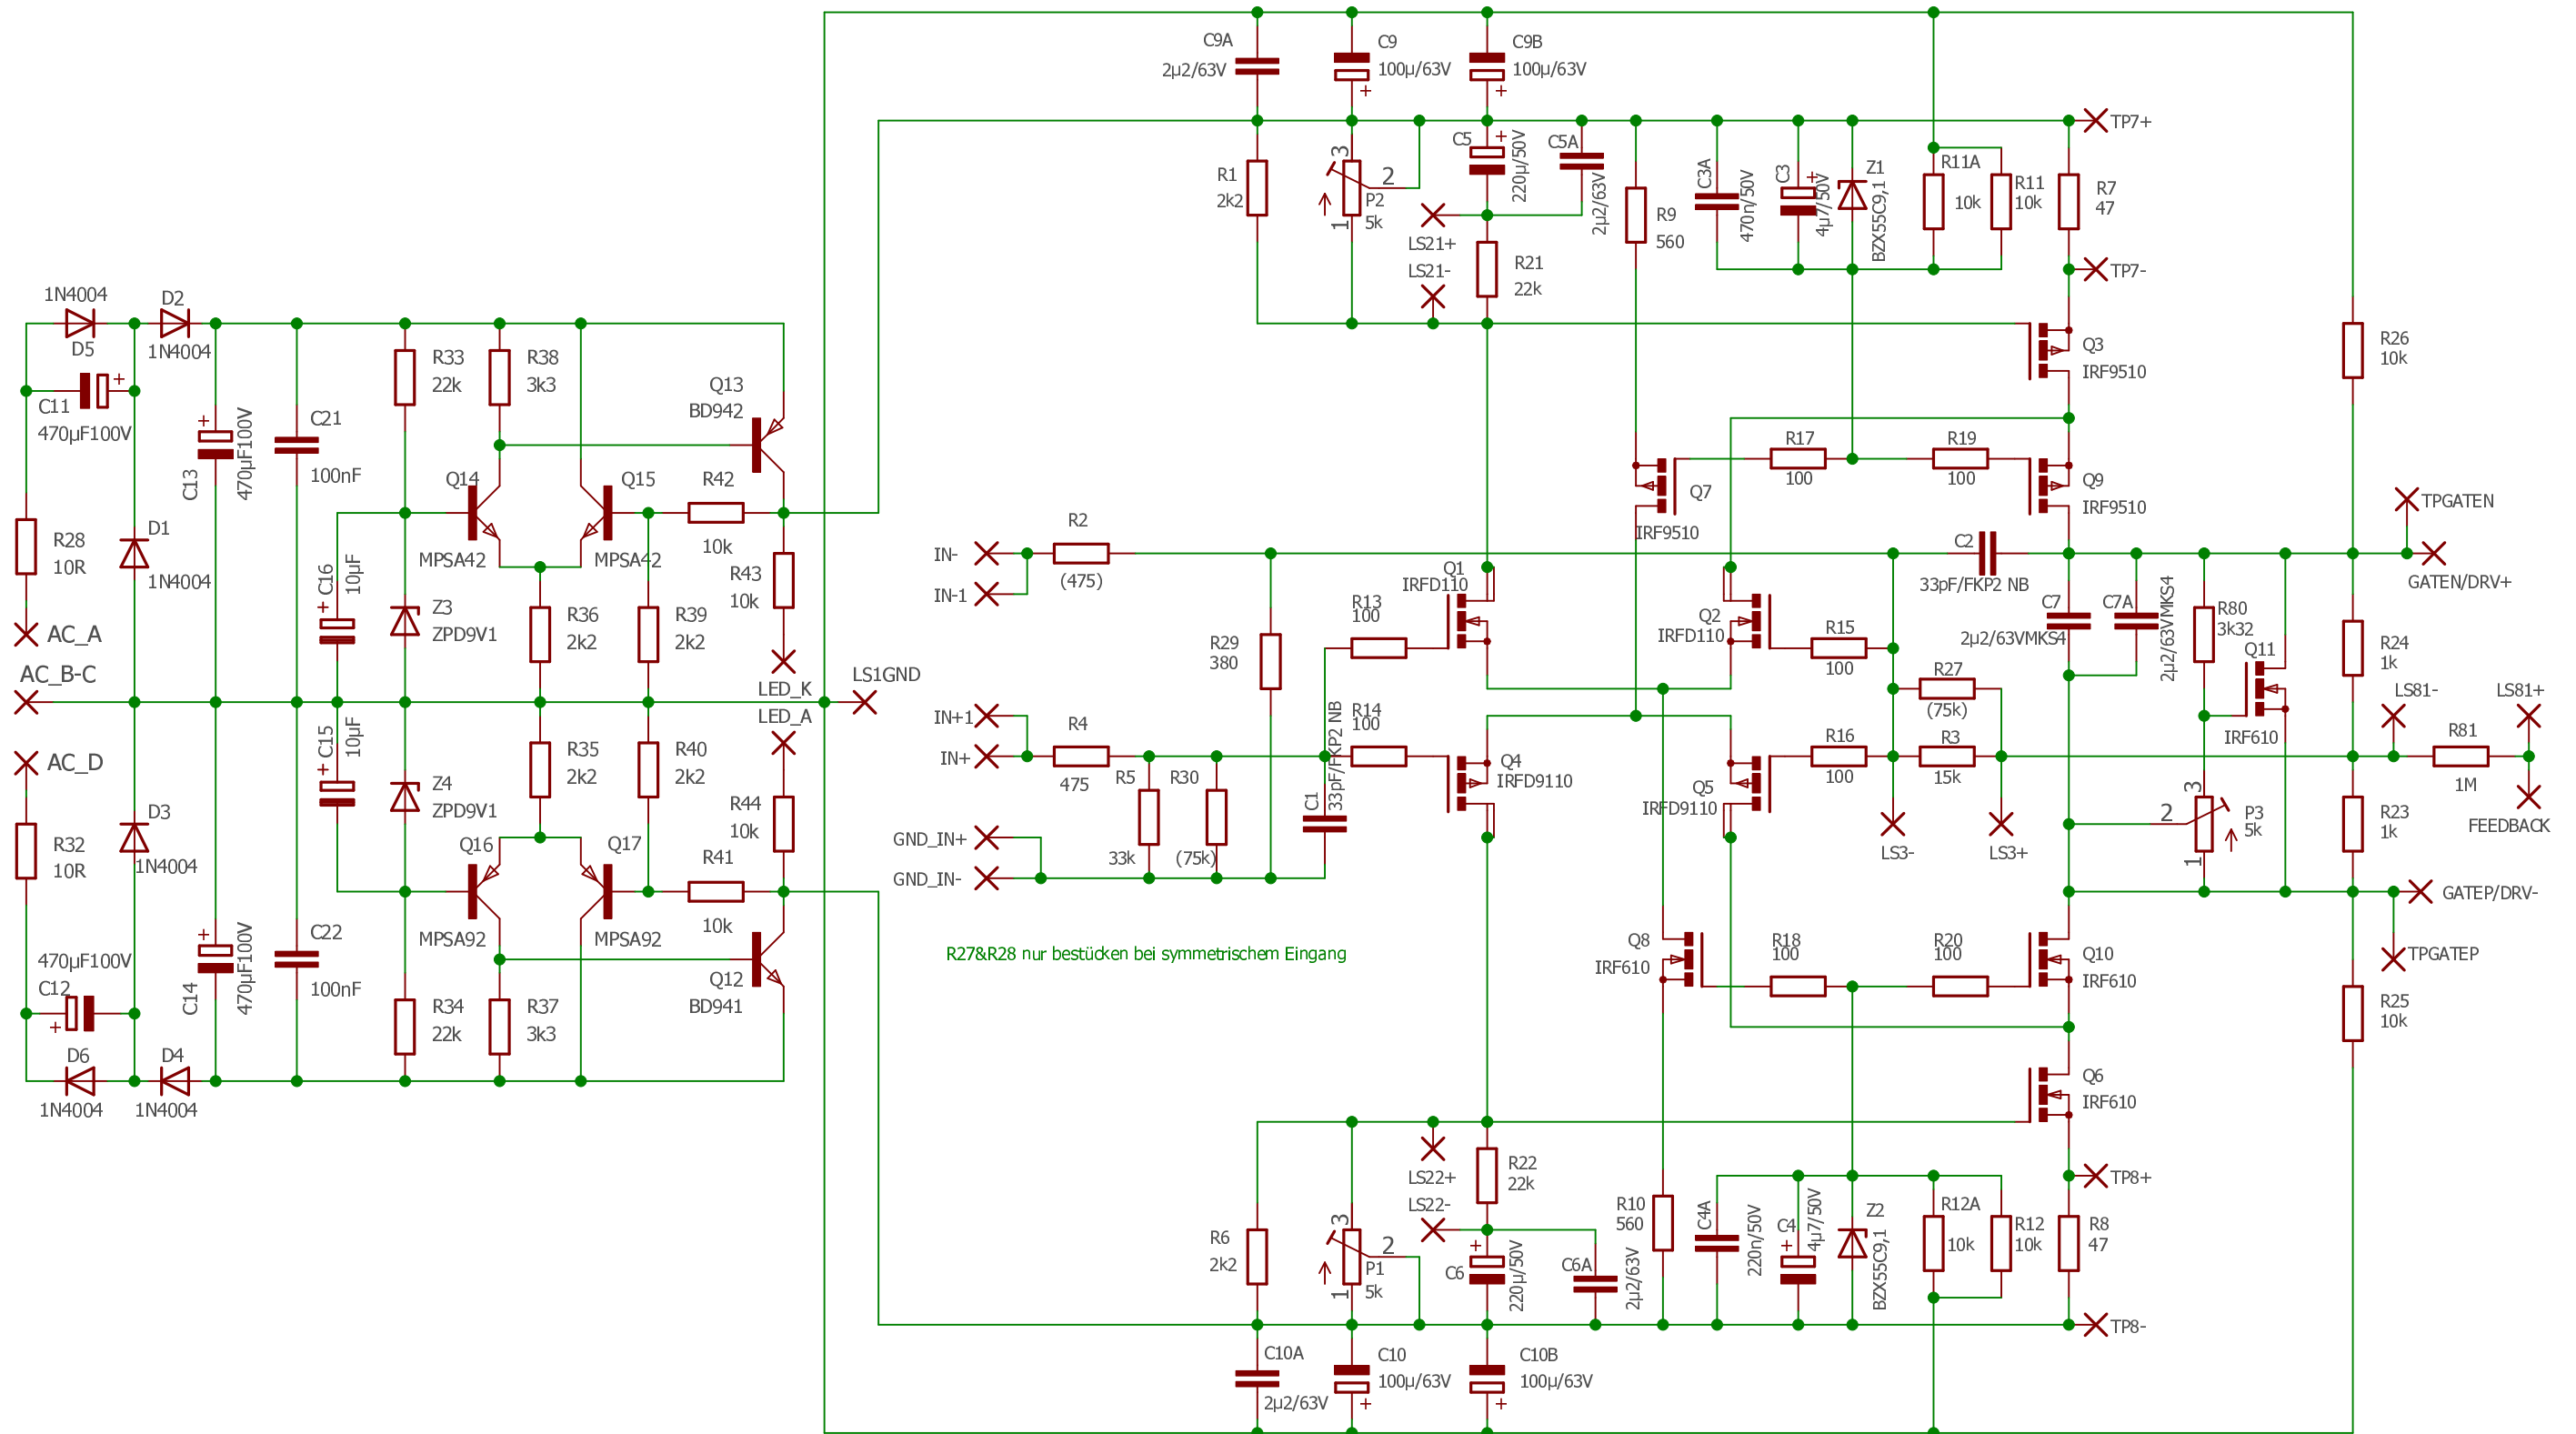 C9A
2µ2/63V
C9
100µ/63V
+
C9B
100µ/63V
+
R1
2k2
3
2
1
P2
5k
C5
+
220µ/50V
C5A
2µ2/63V
LS21+
LS21-
R21
22k
R9
560
C3A
470n/50V
C3
+
4µ7/50V
Z1
BZX55C9,1
R11A
10k
R11
10k
R7
47
TP7+
TP7-
Q3
IRF9510
R26
10k
1N4004
D5
D2
1N4004
C11
+
470µF100V
R28
10R
AC_A
AC_B-C
AC_D
R32
10R
D1
1N4004
C13
+
470µF100V
C21
100nF
R33
22k
R38
3k3
Q13
BD942
Q14
MPSA42
Q15
MPSA42
R42
10k
C16
+
10µF
Z3
ZPD9V1
R36
2k2
R39
2k2
R43
10k
LED_K
LED_A
LS1GND
C15
+
10µF
Z4
ZPD9V1
R35
2k2
R40
2k2
R44
10k
D3
1N4004
Q16
MPSA92
Q17
MPSA92
R41
10k
Q12
BD941
470µF100V
C12
+
C14
+
470µF100V
C22
100nF
R34
22k
R37
3k3
D6
1N4004
D4
1N4004
IN-
IN-1
R2
(475)
R29
380
IN+1
IN+
R4
475
R5
33k
R30
(75k)
C1
33pF/FKP2 NB
GND_IN+
GND_IN-
R13
100
R14
100
Q1
IRFD110
Q4
IRFD9110
Q7
IRF9510
R17
100
R19
100
Q9
IRF9510
Q2
IRFD110
R15
100
R27
(75k)
R16
100
R3
15k
Q5
IRFD9110
LS3-
LS3+
C2
33pF/FKP2 NB
C7
2µ2/63VMKS4
C7A
2µ2/63VMKS4
R80
3k32
Q11
IRF610
TPGATEN
GATEN/DRV+
R24
1k
LS81-
LS81+
R81
1M
FEEDBACK
3
2
1
P3
5k
R23
1k
GATEP/DRV-
TPGATEP
R25
10k
R27&R28 nur bestücken bei symmetrischem Eingang
Q8
IRF610
R18
100
R20
100
Q10
IRF610
Q6
IRF610
R22
22k
LS22+
LS22-
R6
2k2
3
2
1
P1
5k
C6
+
220µ/50V
C6A
2µ2/63V
R10
560
C4A
220n/50V
C4
+
4µ7/50V
Z2
BZX55C9,1
R12A
10k
R12
10k
R8
47
TP8+
TP8-
C10A
2µ2/63V
C10
100µ/63V
+
C10B
100µ/63V
+